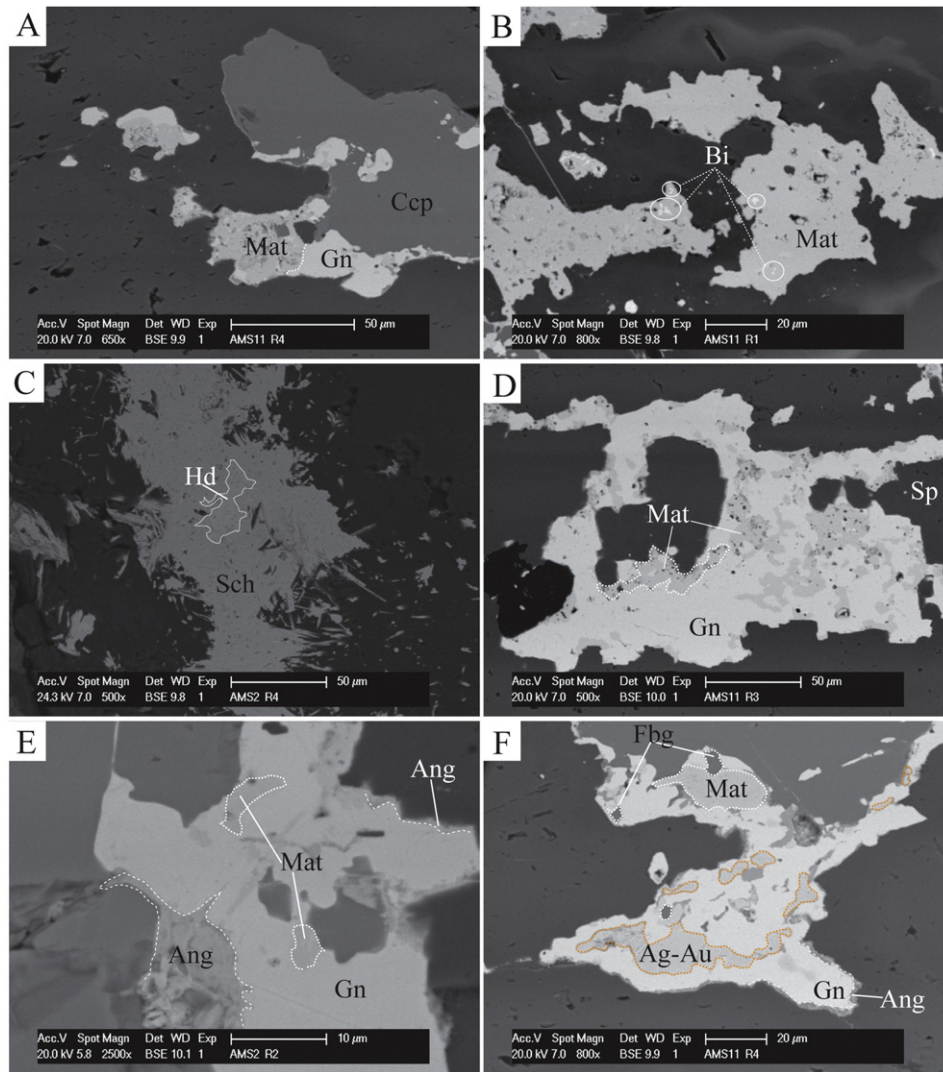 A
Ccp
Mat
Gn
Acc.V Spot Magn Det WD Exp 50 µm
20.0 kV 7.0 650x BSE 9.9 1 AMS11 R4
B
Bi
Mat
Acc.V Spot Magn Det WD Exp 20 µm
20.0 kV 7.0 800x BSE 9.8 1 AMS11 R1
C
Hd
Sch
Acc.V Spot Magn Det WD Exp 50 µm
24.3 kV 7.0 500x BSE 9.8 1 AMS2 R4
D
Sp
Mat
Gn
Acc.V Spot Magn Det WD Exp 50 µm
20.0 kV 7.0 500x BSE 10.0 1 AMS11 R3
E
Ang
Mat
Ang
Gn
Acc.V Spot Magn Det WD Exp 10 µm
20.0 kV 5.8 2500x BSE 10.1 1 AMS2 R2
F
Fbg
Mat
Ag-Au
Gn
Ang
Acc.V Spot Magn Det WD Exp 20 µm
20.0 kV 7.0 800x BSE 9.9 1 AMS11 R4